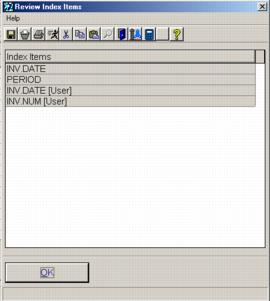 Review Index Items
Help
Index Items
INV.DATE
PERIOD
INV.DATE [User]
INV.NUM [User]
OK